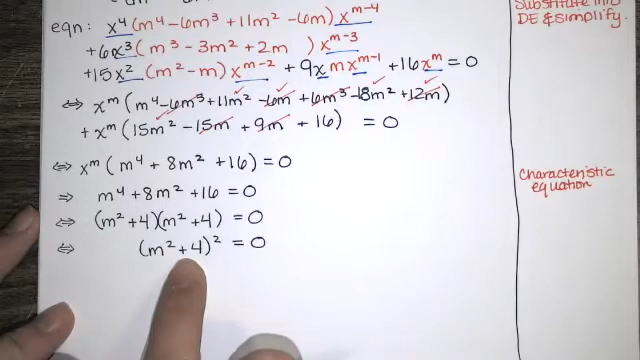 eqn: x⁴(m⁴-6m³+11m²-6m)x^(m-4)
+6x³(m³-3m²+2m )x^(m-3)
+15x²(m²-m)x^(m-2) +9x m x^(m-1) +16x^m=0
⇔ x^m(m⁴-6m³+11m²-6m+6m³-18m²+12m)
+x^m(15m²-15m+9m+16) =0
⇔ x^m(m⁴+8m²+16)=0
⇒ m⁴+8m²+16=0
⇔ (m²+4)(m²+4)=0
⇔ (m²+4)²=0
Substitute into
DE & simplify.
Characteristic
equation